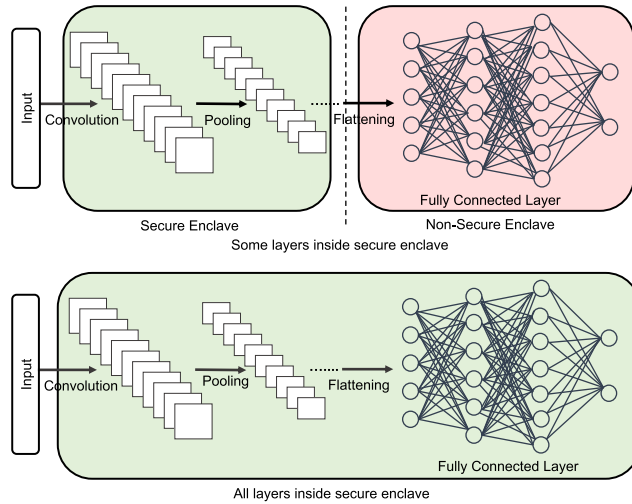 Input
Convolution
Pooling
Flattening
Fully Connected Layer
Secure Enclave
Non-Secure Enclave
Some layers inside secure enclave
Input
Convolution
Pooling
Flattening
Fully Connected Layer
All layers inside secure enclave